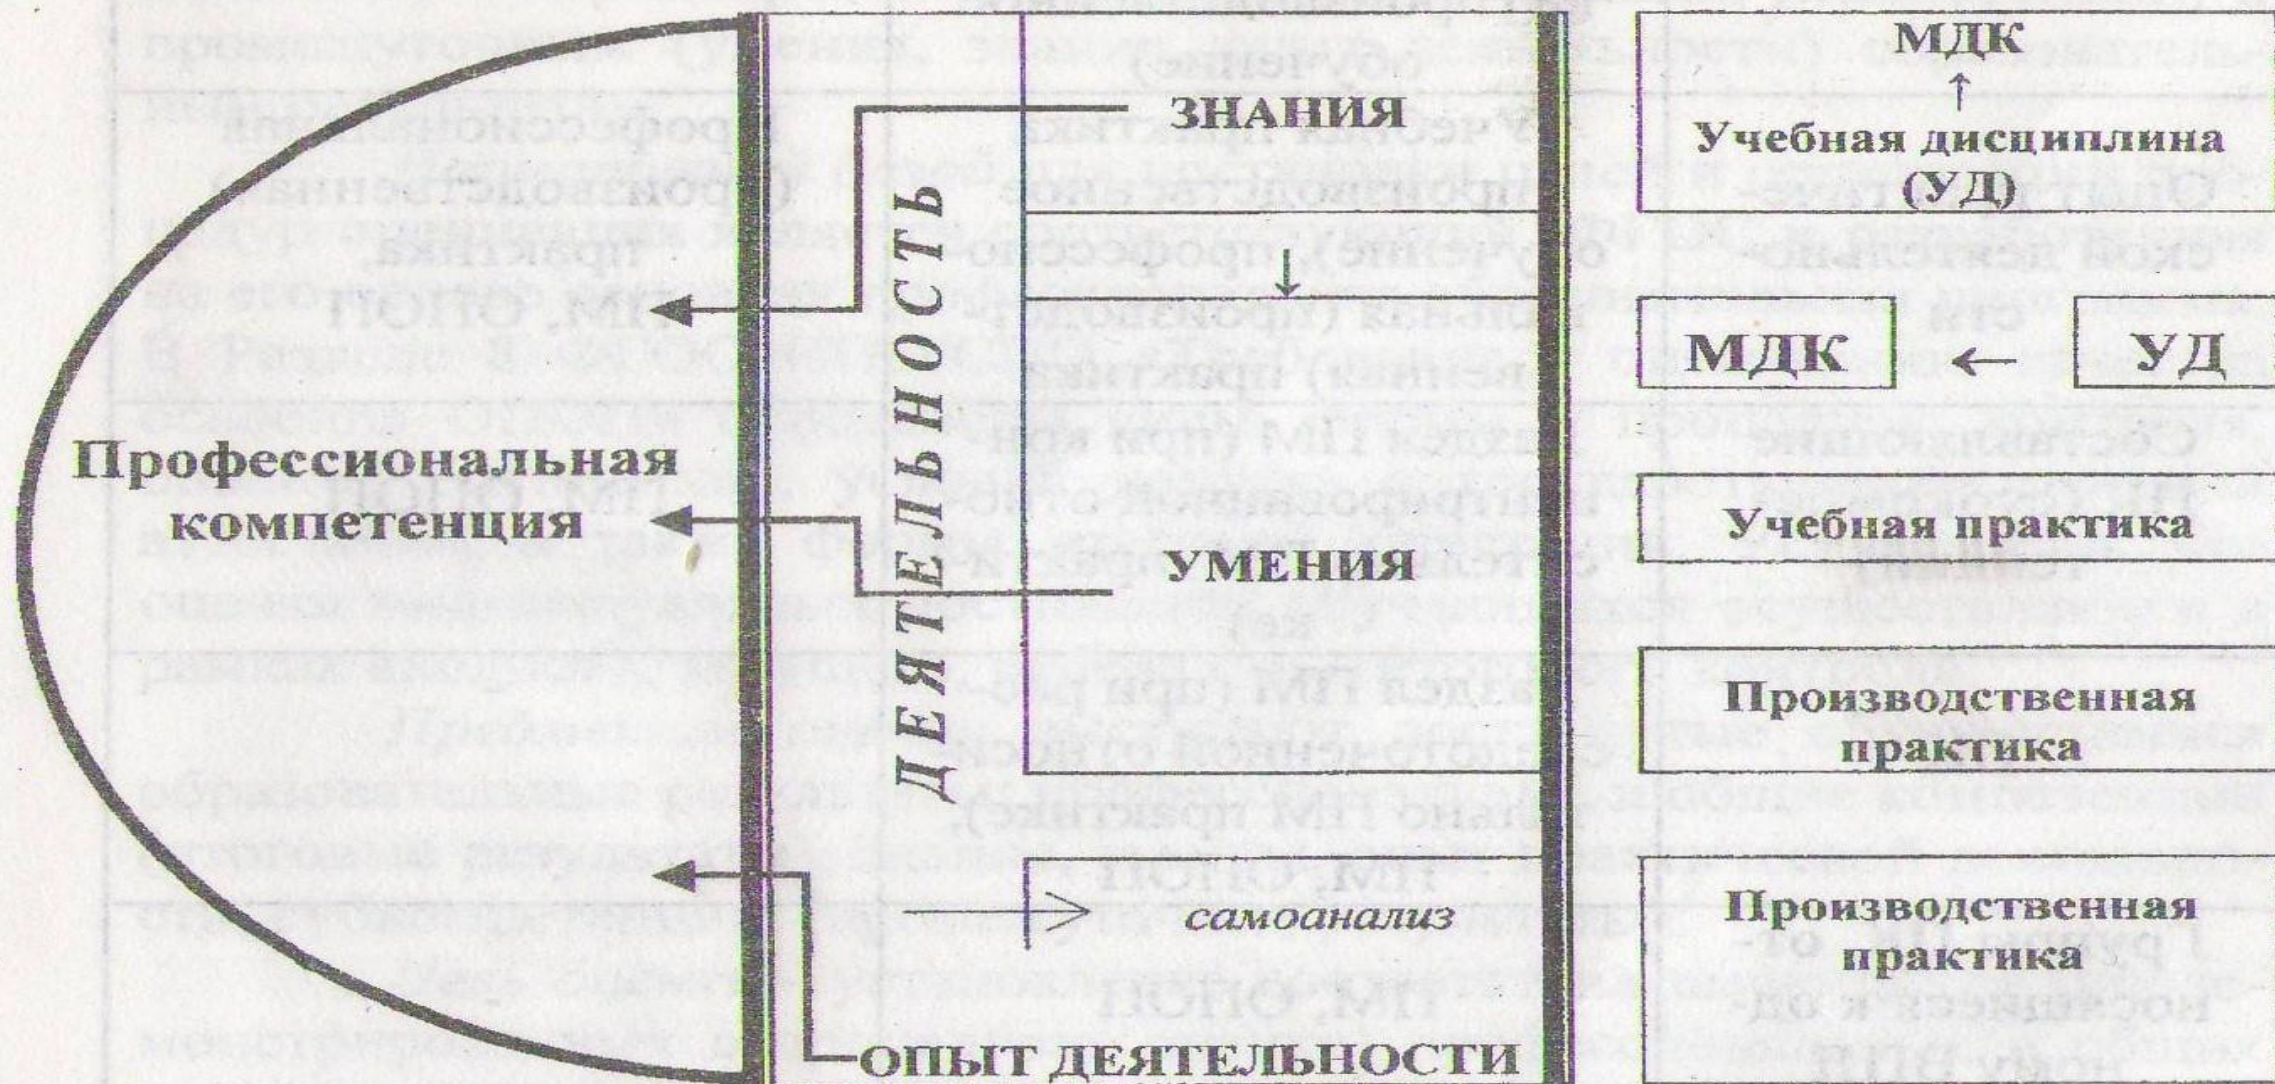 Профессиональная
компетенция
ДЕЯТЕЛЬНОСТЬ
ЗНАНИЯ
↓
УМЕНИЯ
самоанализ
ОПЫТ ДЕЯТЕЛЬНОСТИ
МДК
↑
Учебная дисциплина
(УД)
МДК ← УД
Учебная практика
Производственная
практика
Производственная
практика